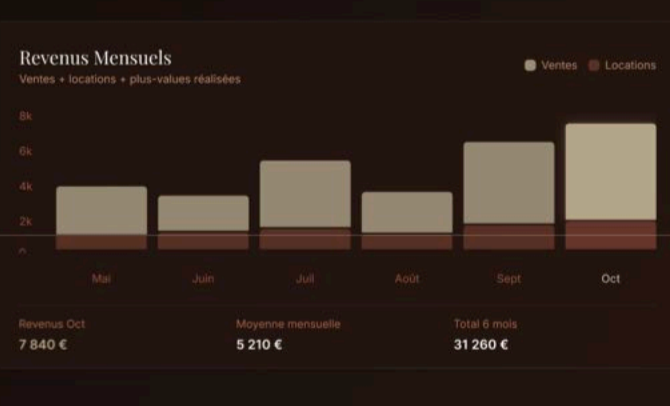 Revenus Mensuels
Ventes + locations + plus-values réalisées
Ventes
Locations
8k
6k
4k
2k
0
Mai
Juin
Juil
Août
Sept
Oct
Revenus Oct
Moyenne mensuelle
Total 6 mois
7 840 €
5 210 €
31 260 €